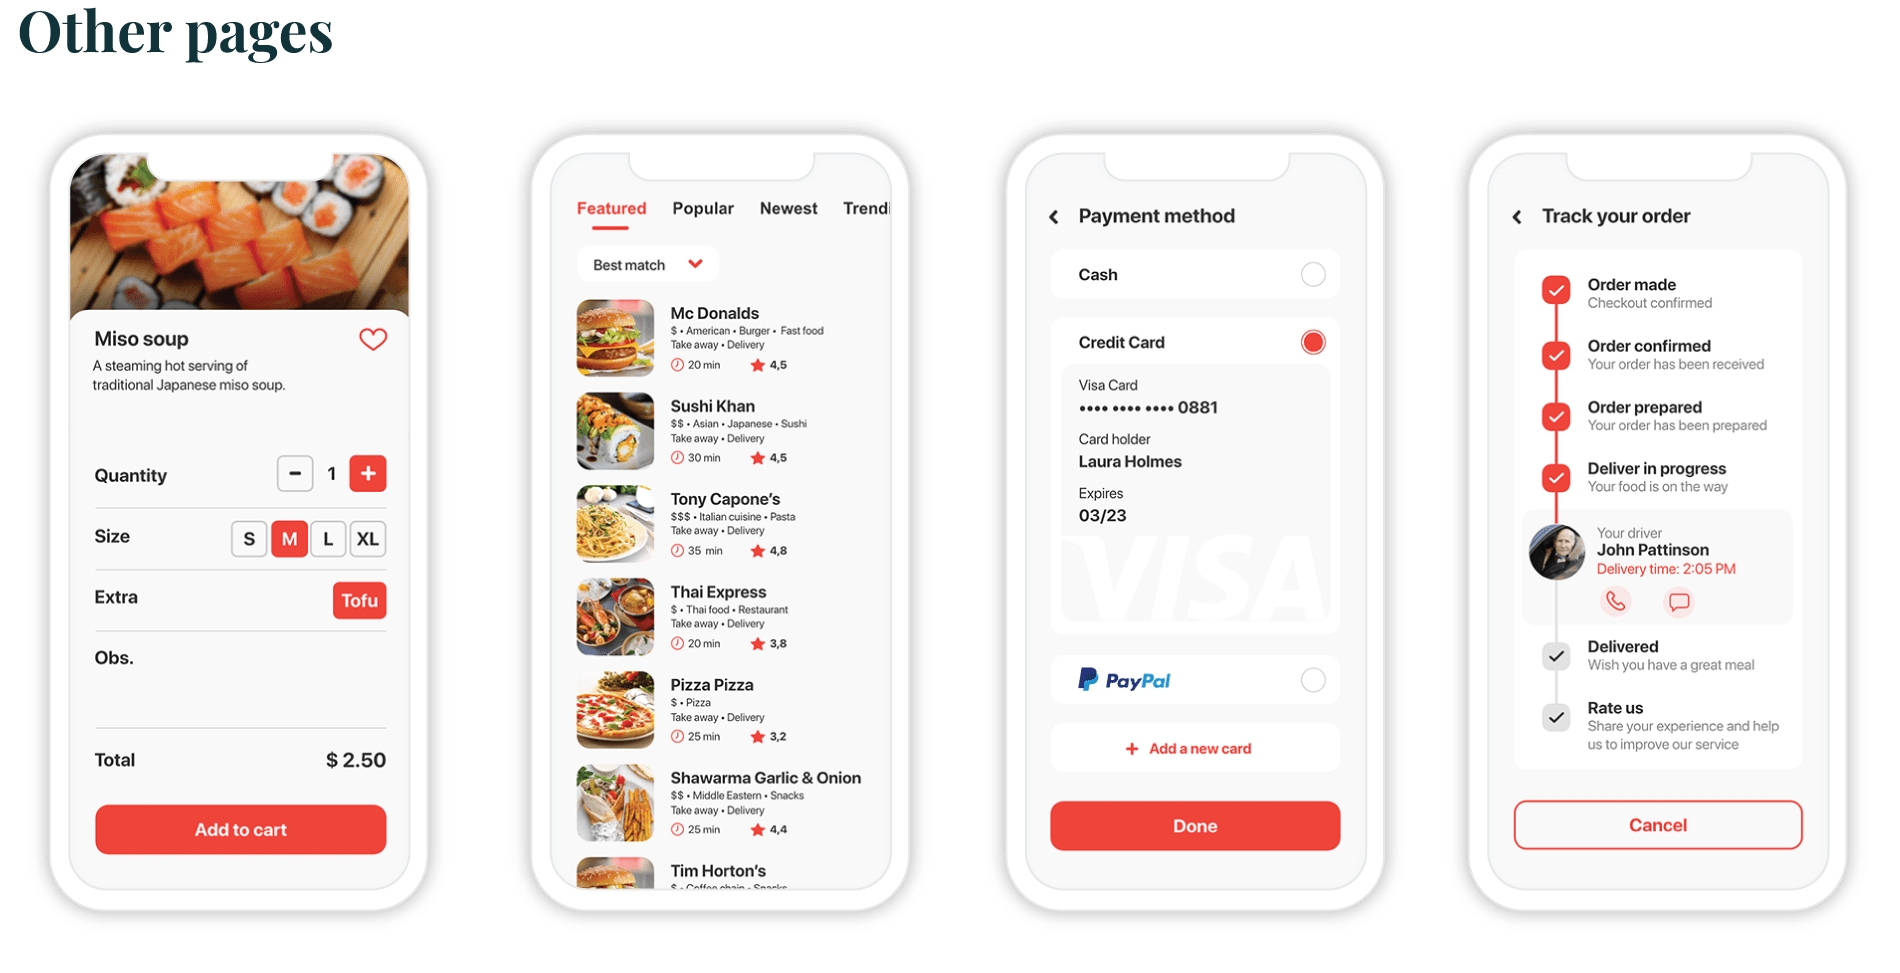 Other pages
Miso soup
A steaming hot serving of
traditional Japanese miso soup.
Quantity
- 1 +
Size
S M L XL
Extra
Tofu
Obs.
Total
$ 2.50
Add to cart
Featured Popular Newest Trendi
Best match
Mc Donalds
$ • American • Burger • Fast food
Take away • Delivery
20 min 4,5
Sushi Khan
$$ • Asian • Japanese • Sushi
Take away • Delivery
30 min 4,5
Tony Capone's
$$$ • Italian cuisine • Pasta
Take away • Delivery
35 min 4,8
Thai Express
$ • Thai food • Restaurant
Take away • Delivery
20 min 3,8
Pizza Pizza
$ • Pizza
Take away • Delivery
25 min 3,2
Shawarma Garlic & Onion
$$ • Middle Eastern • Snacks
Take away • Delivery
25 min 4,4
Tim Horton's
$ • Coffee chain • Snacks
Payment method
Cash
Credit Card
Visa Card
•••• •••• •••• 0881
Card holder
Laura Holmes
Expires
03/23
VISA
PayPal
+ Add a new card
Done
Track your order
Order made
Checkout confirmed
Order confirmed
Your order has been received
Order prepared
Your order has been prepared
Deliver in progress
Your food is on the way
Your driver
John Pattinson
Delivery time: 2:05 PM
Delivered
Wish you have a great meal
Rate us
Share your experience and help
us to improve our service
Cancel